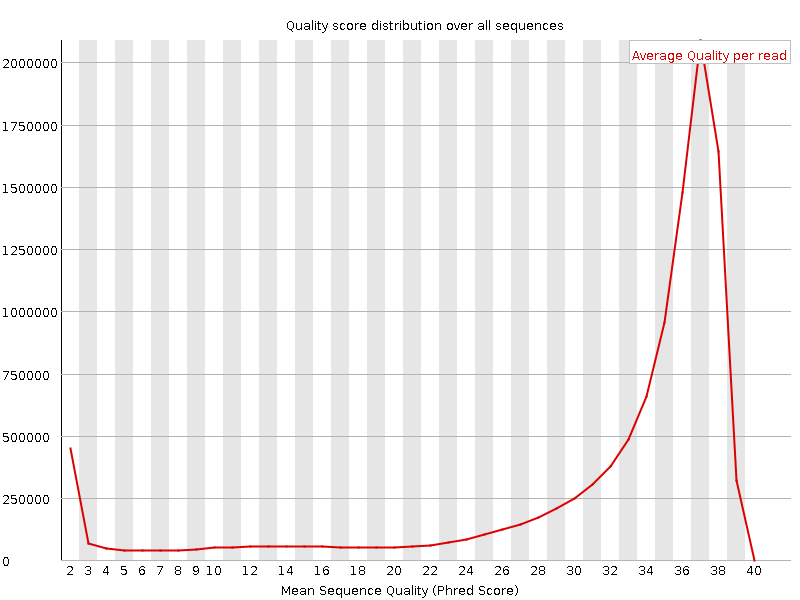 Quality score distribution over all sequences
Average Quality per read
2000000
1750000
1500000
1250000
1000000
750000
500000
250000
0
2 3 4 5 6 7 8 9 10 12 14 16 18 20 22 24 26 28 30 32 34 36 38 40
Mean Sequence Quality (Phred Score)